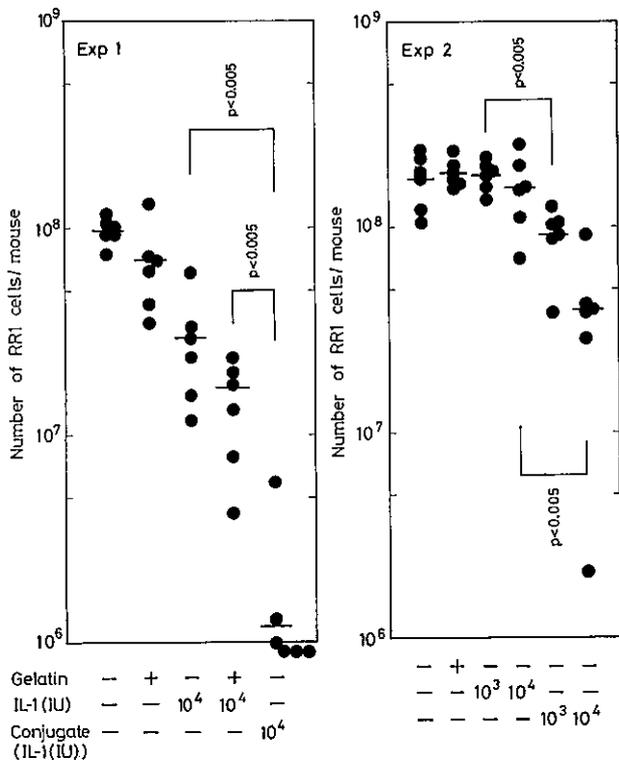 10⁹
Exp 1
p<0.005
10⁸
p<0.005
Number of RR1 cells/mouse
10⁷
10⁶
Gelatin − + − + −
IL-1(IU) − − 10⁴ 10⁴ −
Conjugate − − − − 10⁴
(IL-1(IU))
10⁹
Exp 2
p<0.005
10⁸
Number of RR1 cells/mouse
10⁷
p<0.005
10⁶
− + − − − −
− − 10³ 10⁴ − −
− − − − 10³ 10⁴